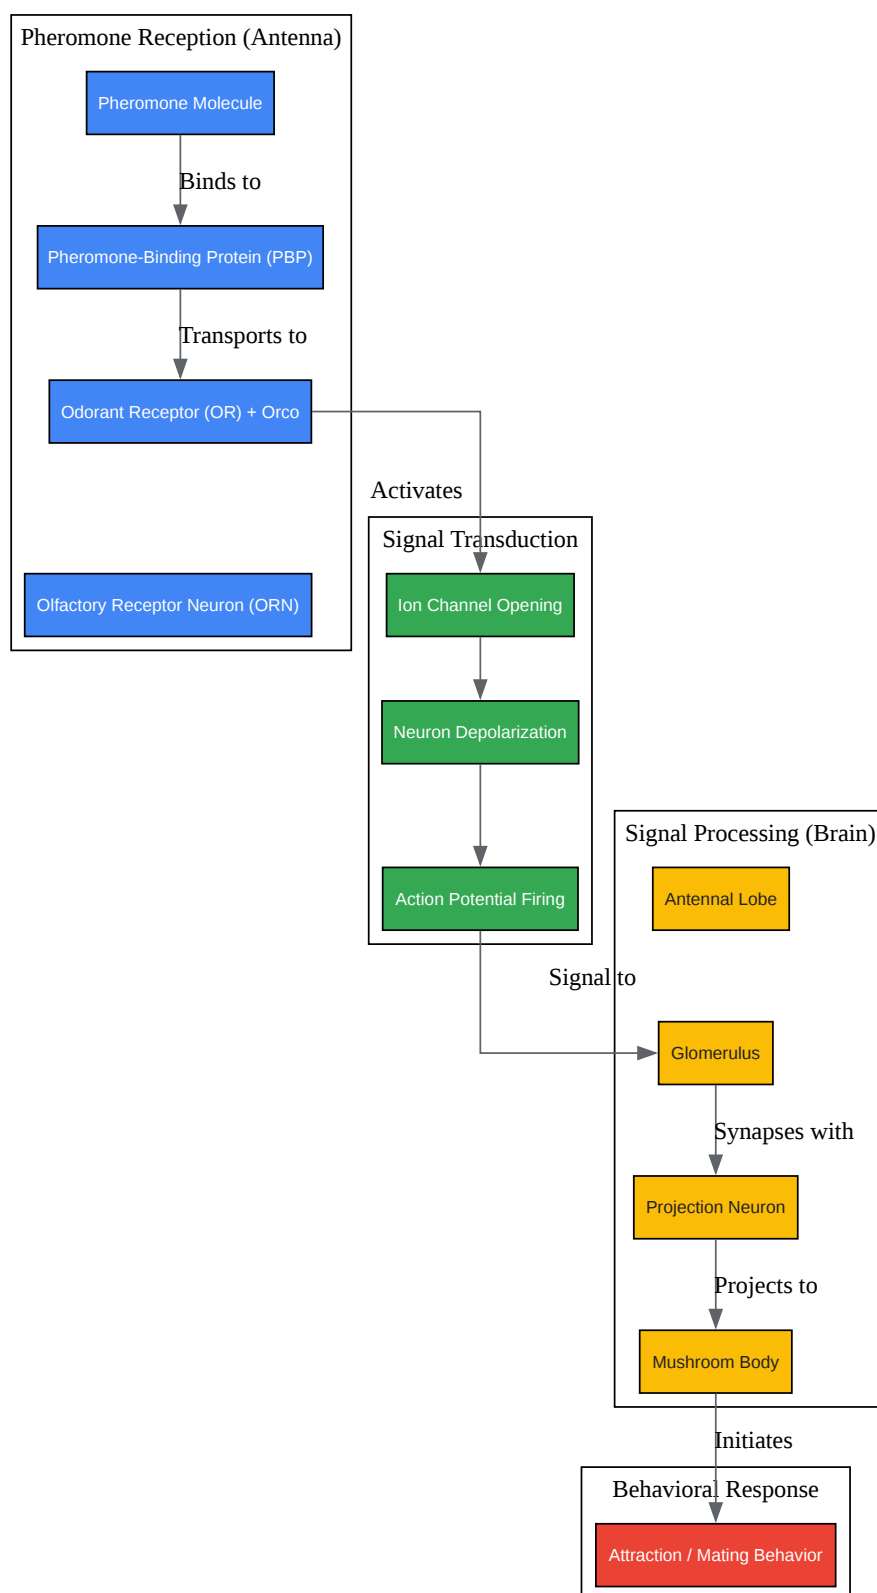 Pheromone Reception (Antenna)
Pheromone Molecule
Binds to
Pheromone-Binding Protein (PBP)
Transports to
Odorant Receptor (OR) + Orco
Activates
Olfactory Receptor Neuron (ORN)
Signal Transduction
Ion Channel Opening
Neuron Depolarization
Action Potential Firing
Signal to
Signal Processing (Brain)
Antennal Lobe
Glomerulus
Synapses with
Projection Neuron
Projects to
Mushroom Body
Initiates
Behavioral Response
Attraction / Mating Behavior